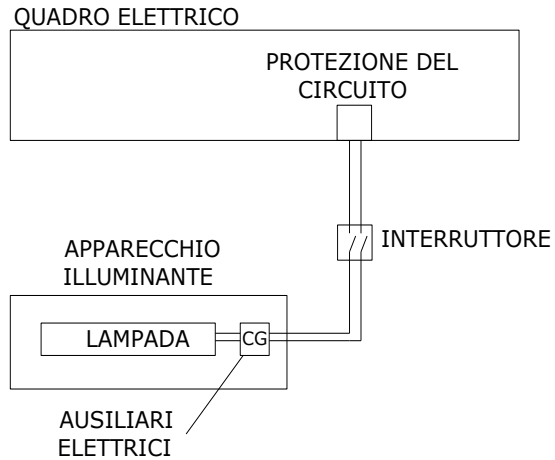 QUADRO ELETTRICO
PROTEZIONE DEL
CIRCUITO
INTERRUTTORE
APPARECCHIO
ILLUMINANTE
LAMPADA
CG
AUSILIARI
ELETTRICI